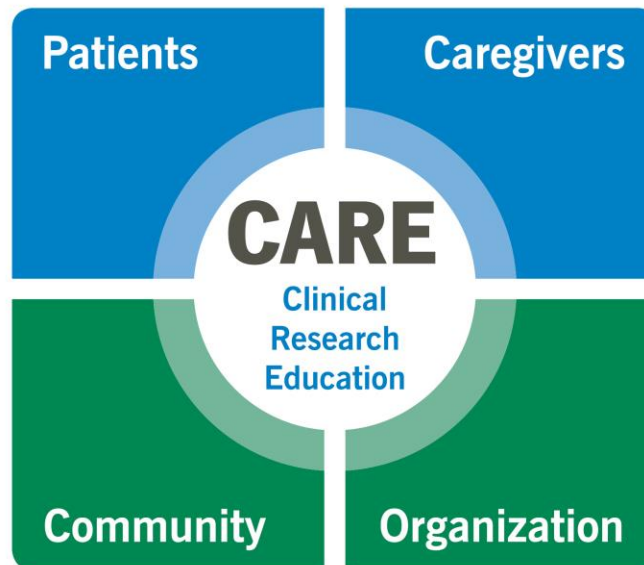 Patients
Caregivers
CARE
Clinical
Research
Education
Community
Organization